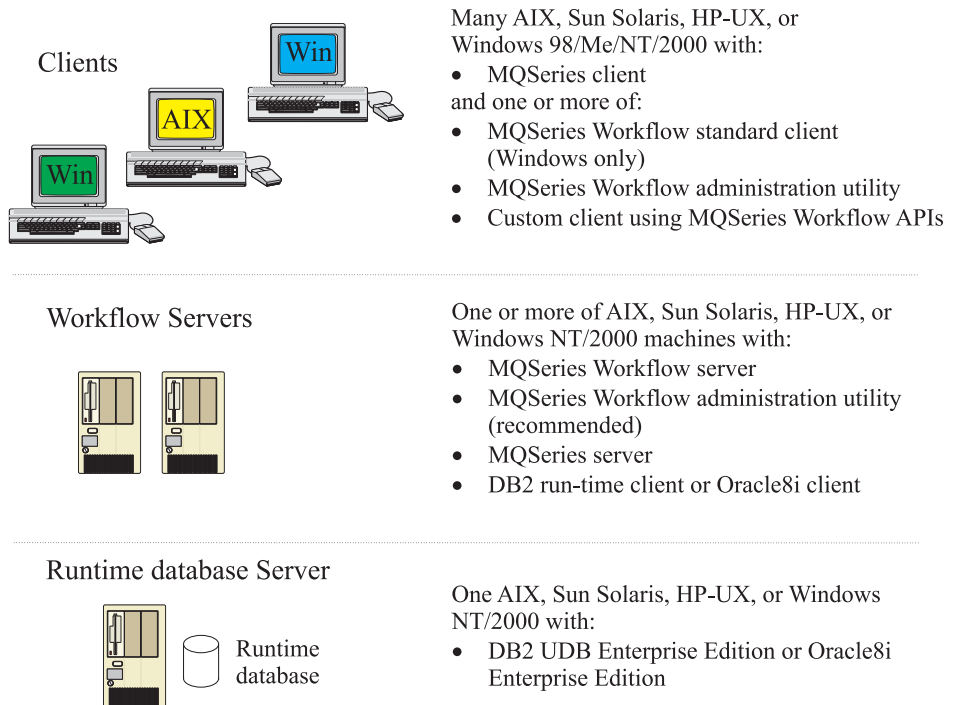 Clients
Win
AIX
Win
Many AIX, Sun Solaris, HP-UX, or
Windows 98/Me/NT/2000 with:
• MQSeries client
and one or more of:
• MQSeries Workflow standard client
(Windows only)
• MQSeries Workflow administration utility
• Custom client using MQSeries Workflow APIs
Workflow Servers
One or more of AIX, Sun Solaris, HP-UX, or
Windows NT/2000 machines with:
• MQSeries Workflow server
• MQSeries Workflow administration utility
(recommended)
• MQSeries server
• DB2 run-time client or Oracle8i client
Runtime database Server
Runtime
database
One AIX, Sun Solaris, HP-UX, or Windows
NT/2000 with:
• DB2 UDB Enterprise Edition or Oracle8i
Enterprise Edition